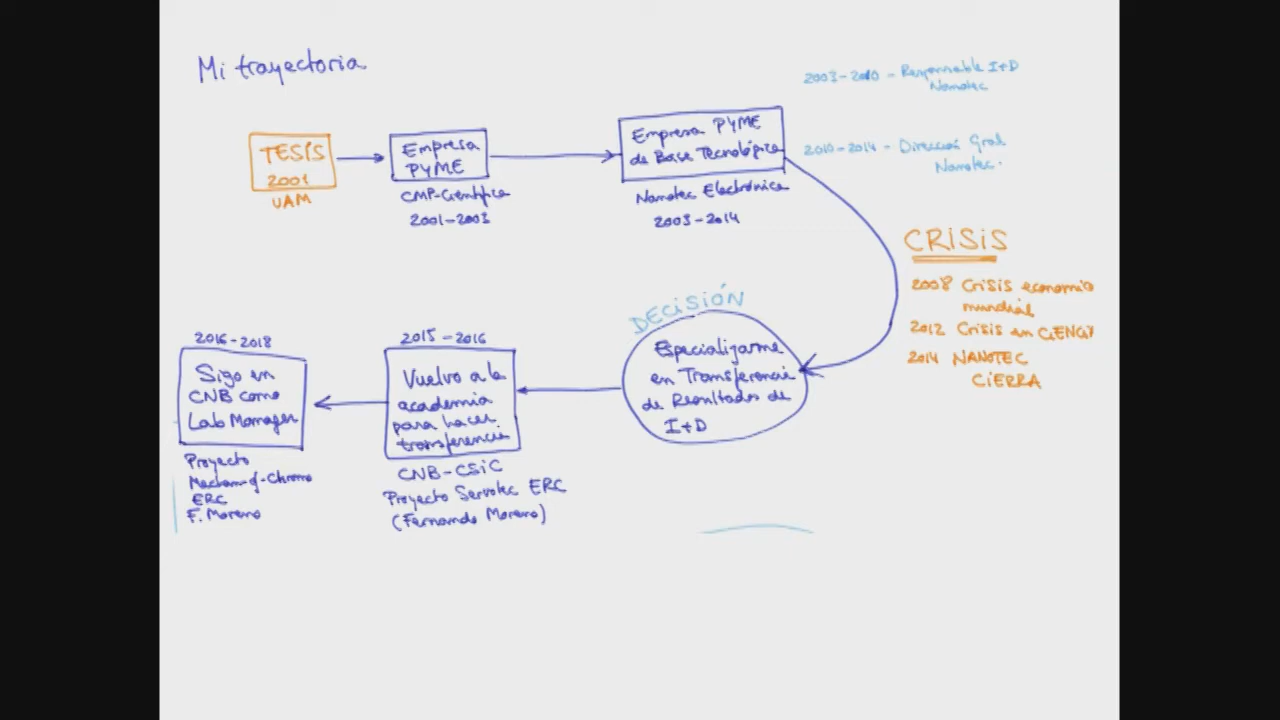 Mi trayectoria
2003-2010 - Responsable I+D
Nanotec
2010-2014 - Dirección Gral
Nanotec.
TESIS
2001
UAM
Empresa
PYME
CMP-Científica
2001-2003
Empresa PYME
de Base Tecnológica
Nanotec Electrónica
2003-2014
CRISIS
2008 Crisis economia
mundial
2012 Crisis en
2014 NANOTEC
CIERRA
DECISIÓN
Especializarme
en Transferencia
de Resultados de
I+D
2015-2016
Vuelvo a la
academia
para hacer
transferencia
CNB-CSIC
Proyecto Servotec ERC
(Fernando Moreno)
2016-2018
Sigo en
CNB como
Lab Manager
Proyecto
ERC
F. Moreno